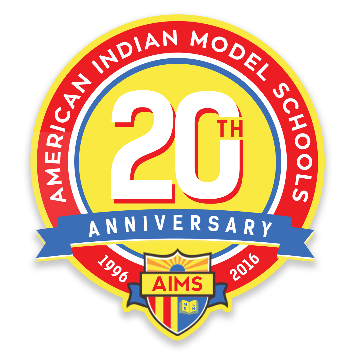 AMERICAN INDIAN MODEL SCHOOLS
20TH
ANNIVERSARY
1996 2016
AIMS